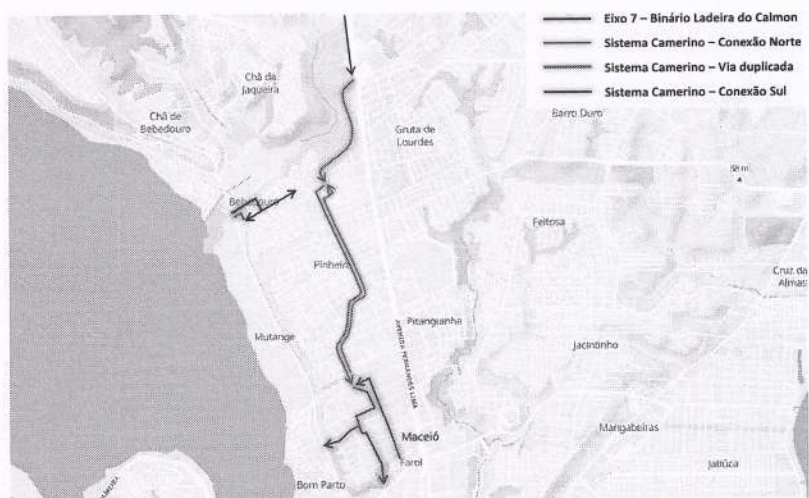 Eixo 7 – Binário Ladeira do Calmon
Sistema Camerino – Conexão Norte
Sistema Camerino – Via duplicada
Sistema Camerino – Conexão Sul
Chã da
Jaqueira
Chã de
Bebedouro
Gruta de
Lourdes
Barro Duro
Bebedouro
Feitosa
Pinheiro
Cruz da
Almas
Mutange
Pitanguinha
AVENIDA FERNANDES LIMA
Jacintinho
Maceió
Mangabeiras
Farol
Jatiúca
Bom Parto